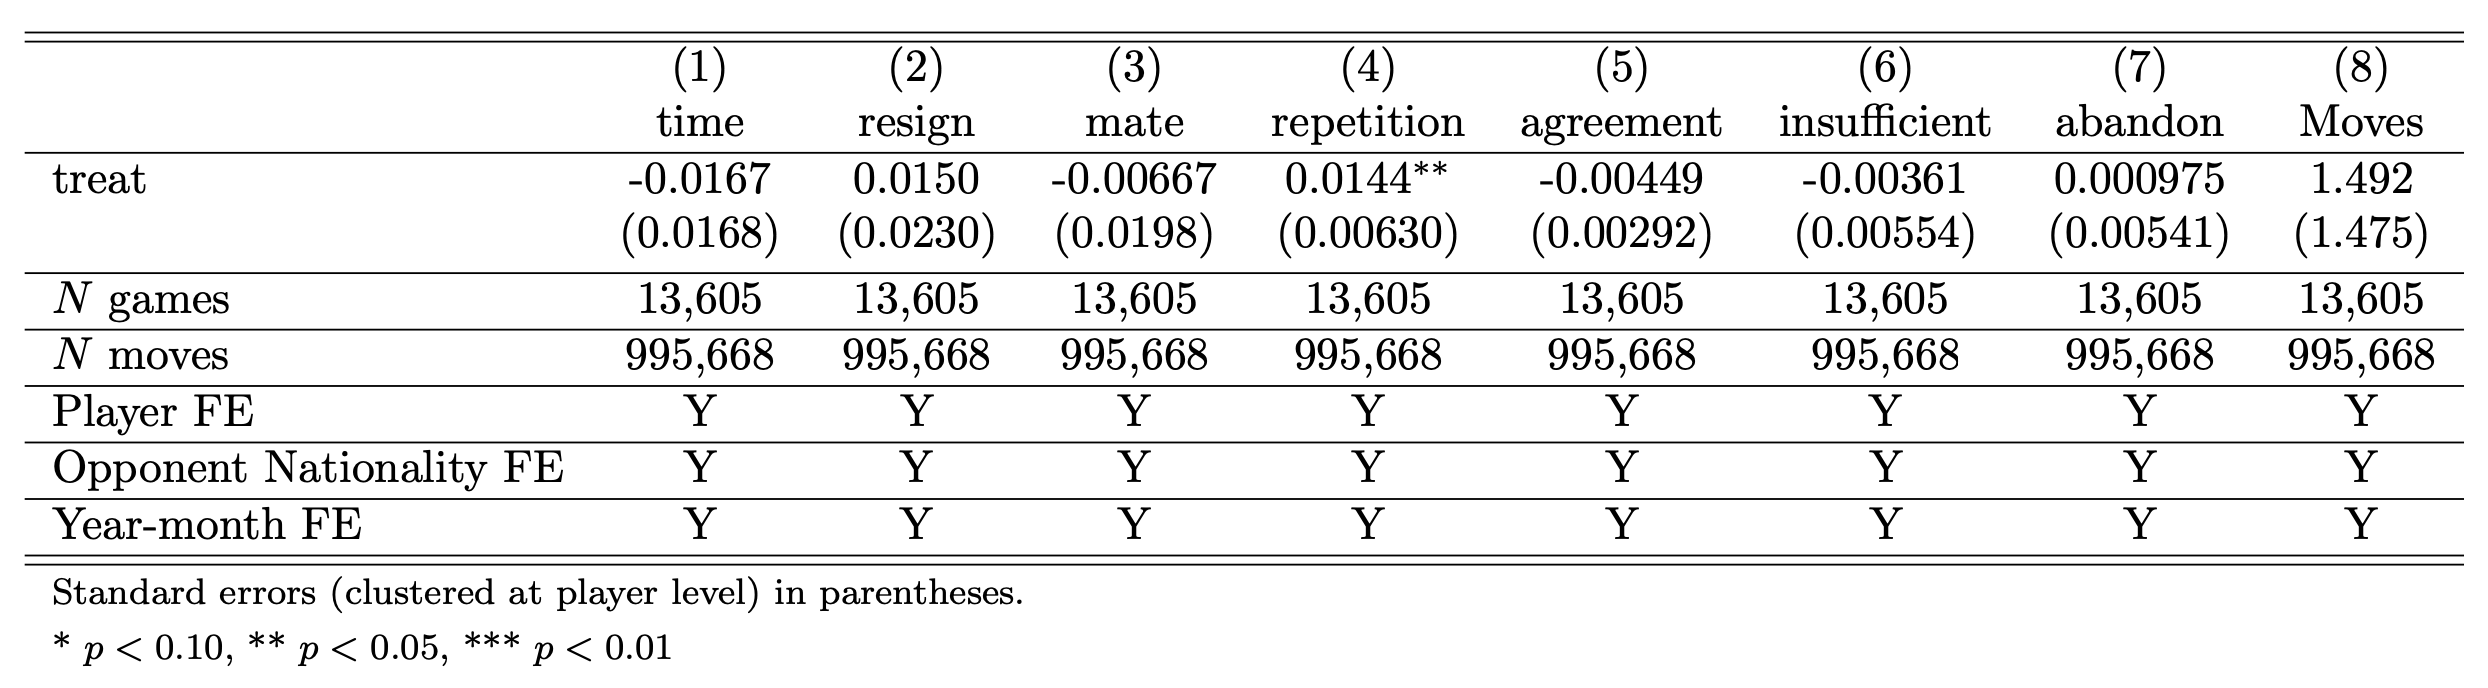 (1) (2) (3) (4) (5) (6) (7) (8)
time resign mate repetition agreement insufficient abandon Moves
treat -0.0167 0.0150 -0.00667 0.0144** -0.00449 -0.00361 0.000975 1.492
(0.0168) (0.0230) (0.0198) (0.00630) (0.00292) (0.00554) (0.00541) (1.475)
N games 13,605 13,605 13,605 13,605 13,605 13,605 13,605 13,605
N moves 995,668 995,668 995,668 995,668 995,668 995,668 995,668 995,668
Player FE Y Y Y Y Y Y Y Y
Opponent Nationality FE Y Y Y Y Y Y Y Y
Year-month FE Y Y Y Y Y Y Y Y
Standard errors (clustered at player level) in parentheses.
* p < 0.10, ** p < 0.05, *** p < 0.01